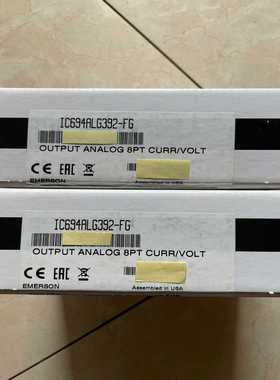 IC694ALG392-FG
OUTPUT ANALOG 8PT CURR/VOLT
CE EAC
EMERSON
Assembled in USA
IC694ALG392-FG
OUTPUT ANALOG 8PT CURR/VOLT
CE EAC
EMERSON
Assembled in USA